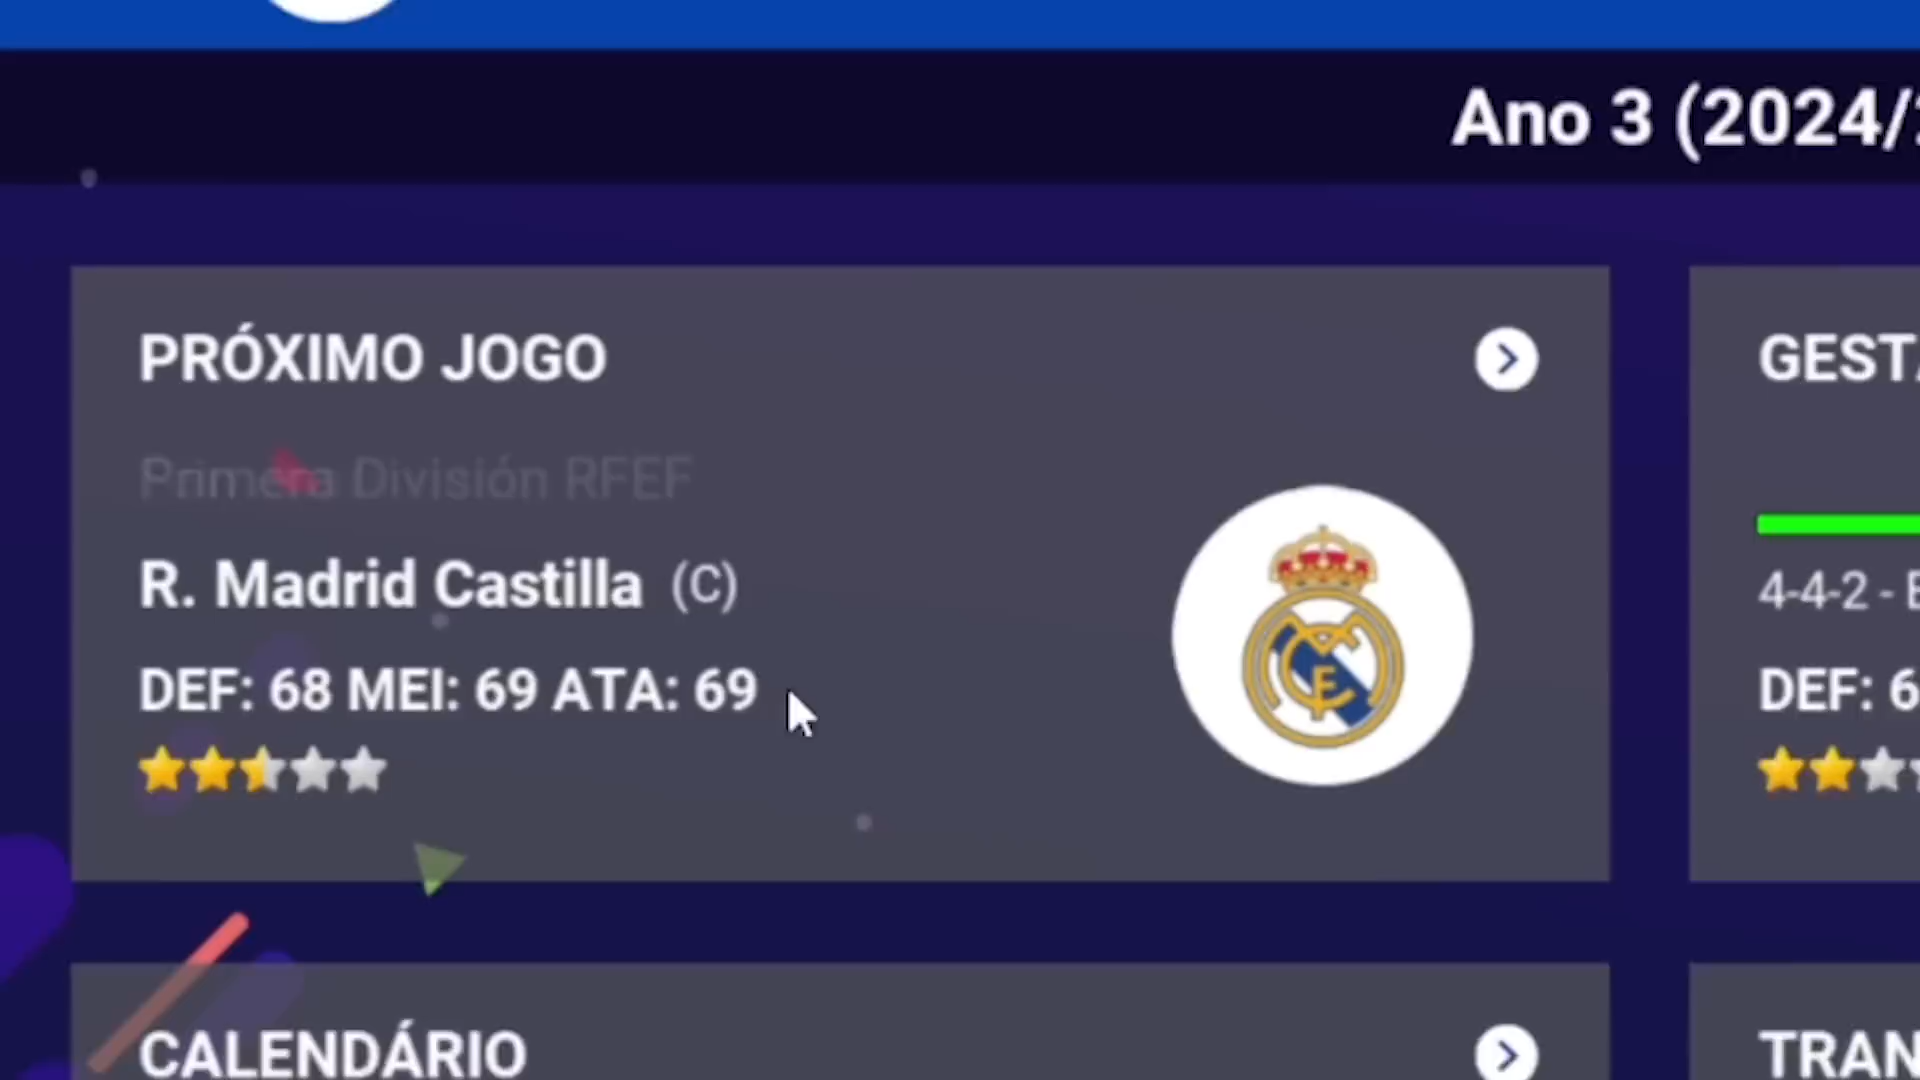 Ano 3 (2024/
PRÓXIMO JOGO
Primera División RFEF
R. Madrid Castilla (C)
DEF: 68 MEI: 69 ATA: 69
GEST
4-4-2 -
DEF: 6
CALENDÁRIO
TRAN